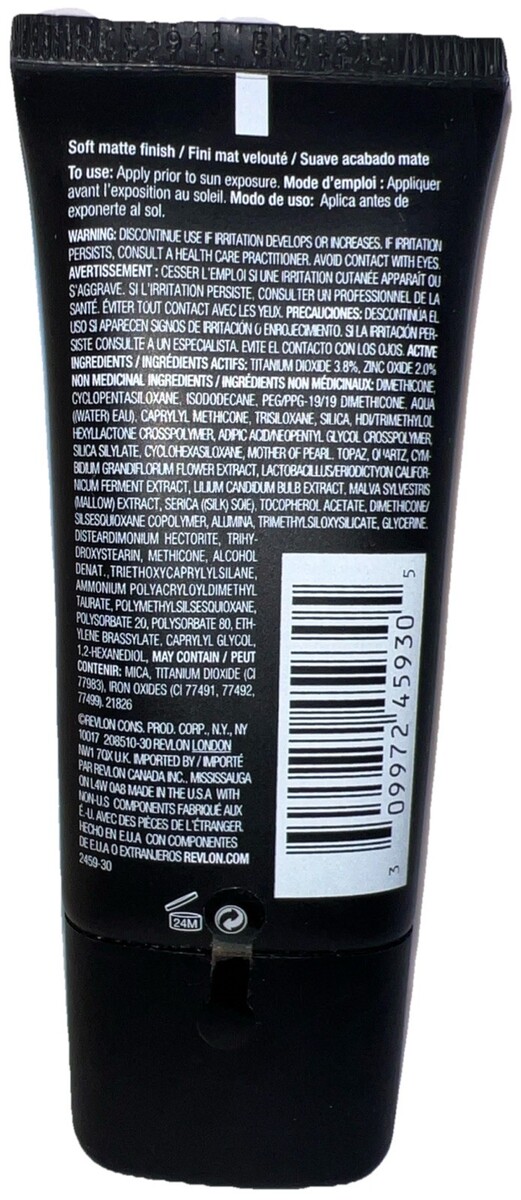 Soft matte finish / Fini mat velouté / Suave acabado mate
To use: Apply prior to sun exposure. Mode d'emploi : Appliquer
avant l'exposition au soleil. Modo de uso: Aplica antes de
exponerte al sol.
WARNING: DISCONTINUE USE IF IRRITATION DEVELOPS OR INCREASES. IF IRRITATION
PERSISTS, CONSULT A HEALTH CARE PRACTITIONER. AVOID CONTACT WITH EYES.
AVERTISSEMENT : CESSER L'EMPLOI SI UNE IRRITATION CUTANÉE APPARAÎT OU
S'AGGRAVE. SI L'IRRITATION PERSISTE, CONSULTER UN PROFESSIONNEL DE LA
SANTÉ. ÉVITER TOUT CONTACT AVEC LES YEUX. PRECAUCIONES: DESCONTINÚA EL
USO SI APARECEN SIGNOS DE IRRITACIÓN O ENROJECIMIENTO. SI LA IRRITACIÓN PER-
SISTE CONSULTE A UN ESPECIALISTA. EVITE EL CONTACTO CON LOS OJOS. ACTIVE
INGREDIENTS / INGRÉDIENTS ACTIFS: TITANIUM DIOXIDE 3.8%, ZINC OXIDE 2.0%
NON MEDICINAL INGREDIENTS / INGRÉDIENTS NON MÉDICINAUX: DIMETHICONE,
CYCLOPENTASILOXANE, ISODODECANE, PEG/PPG-19/19 DIMETHICONE, AQUA
((WATER) EAU), CAPRYLYL METHICONE, TRISILOXANE, SILICA, HDI/TRIMETHYLOL
HEXYLLACTONE CROSSPOLYMER, ADIPIC ACID/NEOPENTYL GLYCOL CROSSPOLYMER,
SILICA SILYLATE, CYCLOHEXASILOXANE, MOTHER OF PEARL, TOPAZ, QUARTZ, CYM-
BIDIUM GRANDIFLORUM FLOWER EXTRACT, LACTOBACILLUS/ERIODICTYON CALIFOR-
NICUM FERMENT EXTRACT, LILIUM CANDIDUM BULB EXTRACT, MALVA SYLVESTRIS
(MALLOW) EXTRACT, SERICA ((SILK) SOIE), TOCOPHEROL ACETATE, DIMETHICONE/
SILSESQUIOXANE COPOLYMER, ALUMINA, TRIMETHYLSILOXYSILICATE, GLYCERINE,
DISTEARDIMONIUM HECTORITE, TRIHY-
DROXYSTEARIN, METHICONE, ALCOHOL
DENAT., TRIETHOXYCAPRYLYLSILANE,
AMMONIUM POLYACRYLOYLDIMETHYL
TAURATE, POLYMETHYLSILSESQUIOXANE,
POLYSORBATE 20, POLYSORBATE 80, ETH-
YLENE BRASSYLATE, CAPRYLYL GLYCOL,
1,2-HEXANEDIOL, MAY CONTAIN / PEUT
CONTENIR: MICA, TITANIUM DIOXIDE (CI
77983), IRON OXIDES (CI 77491, 77492,
77499). 21826
©REVLON CONS. PROD. CORP., N.Y., NY
10017 208510-30 REVLON LONDON
NW1 7QX U.K. IMPORTED BY / IMPORTÉ
PAR REVLON CANADA INC., MISSISSAUGA
ON L4W 0A8 MADE IN THE U.S.A WITH
NON-U.S COMPONENTS FABRIQUÉ AUX
É.-U. AVEC DES PIÈCES DE L'ÉTRANGER.
HECHO EN E.U.A CON COMPONENTES
DE E.U.A O EXTRANJEROS REVLON.COM
2459-30
3 09972 45930 5
24M